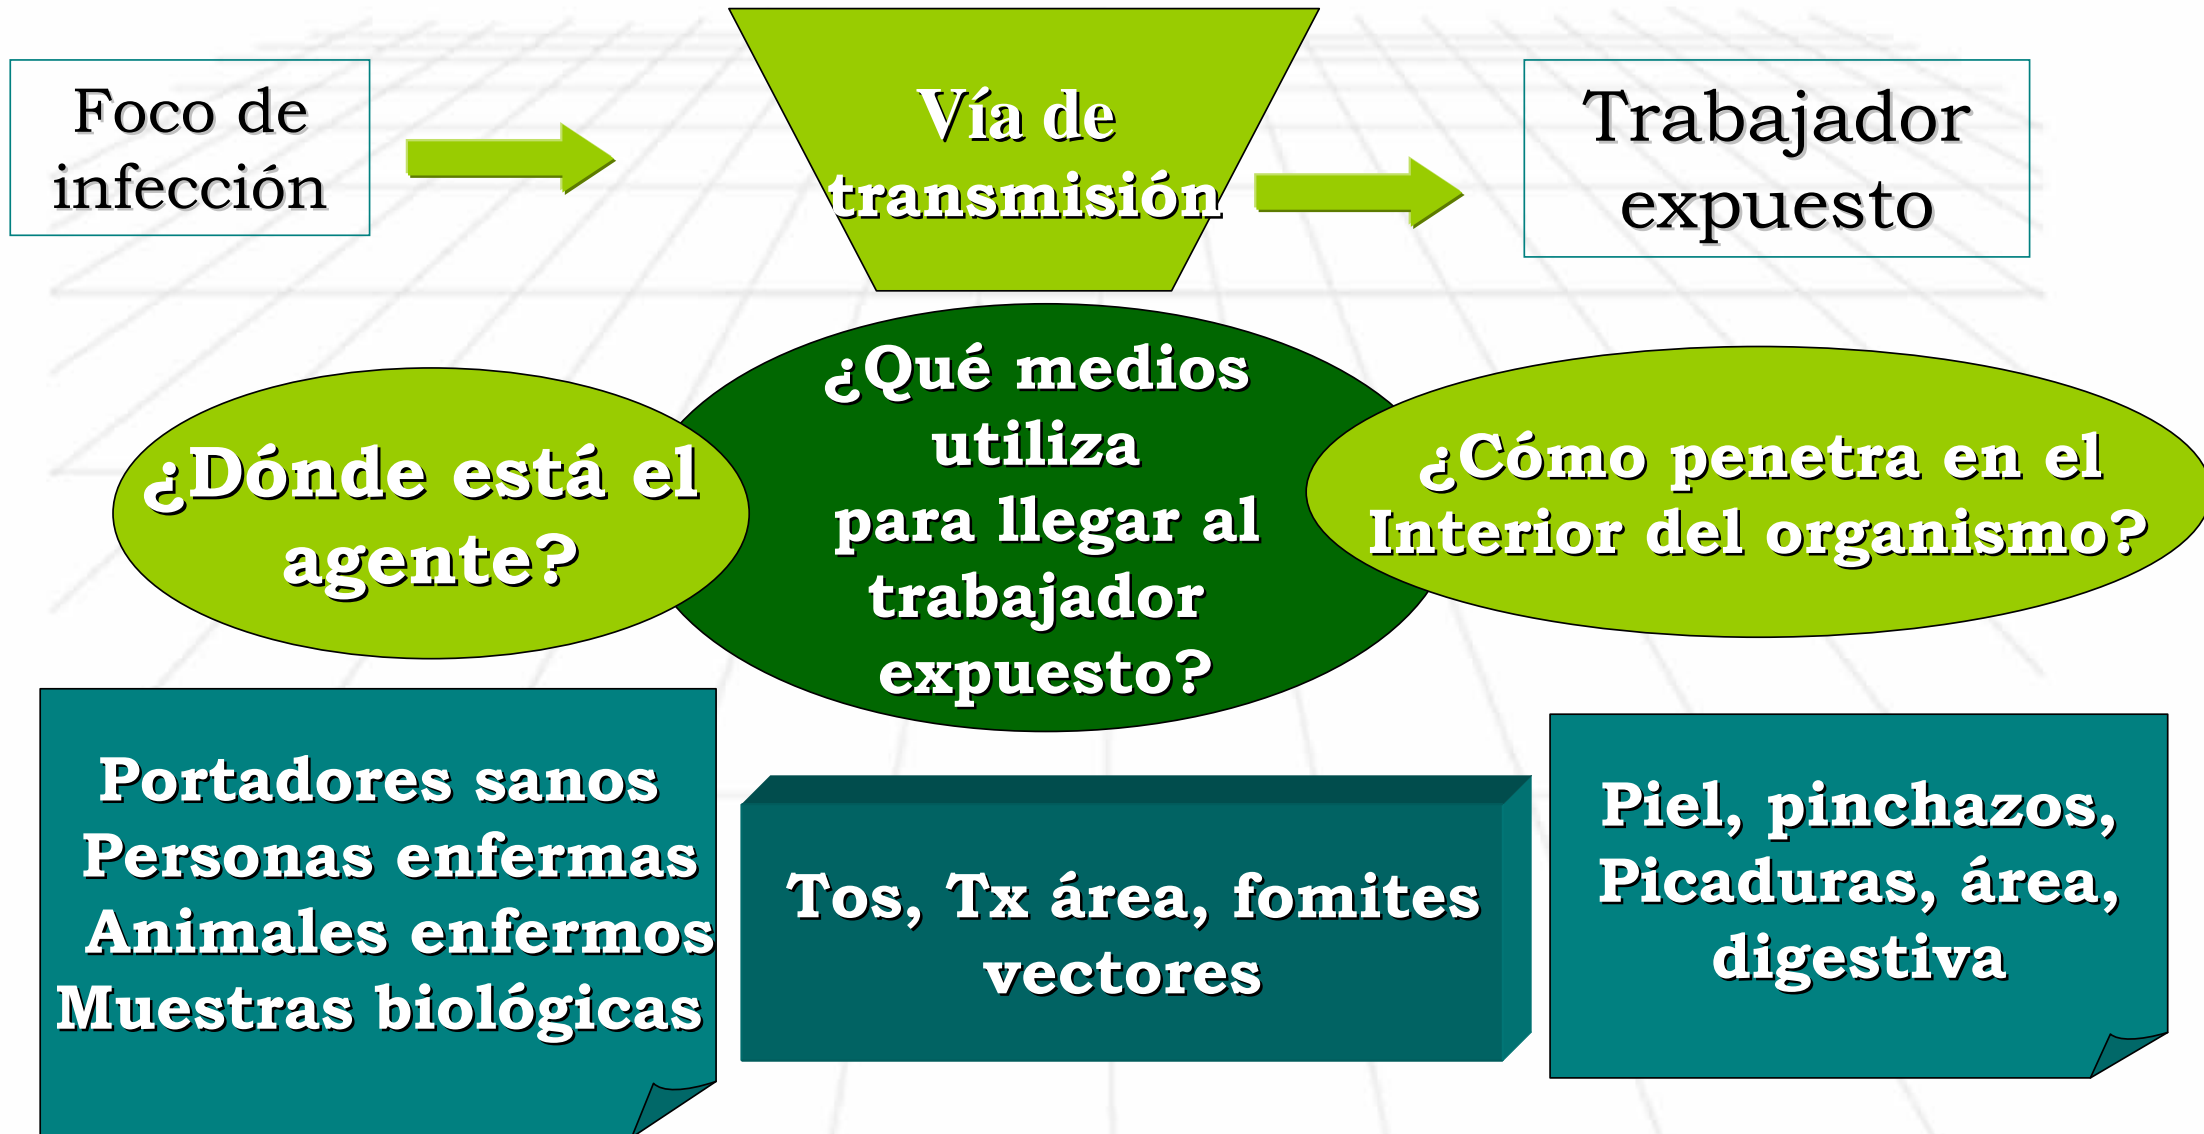 Foco de
infección
Vía de
transmisión
Trabajador
expuesto
¿Dónde está el
agente?
¿Qué medios
utiliza
para llegar al
trabajador
expuesto?
¿Cómo penetra en el
Interior del organismo?
Portadores sanos
Personas enfermas
Animales enfermos
Muestras biológicas
Tos, Tx área, fomites
vectores
Piel, pinchazos,
Picaduras, área,
digestiva